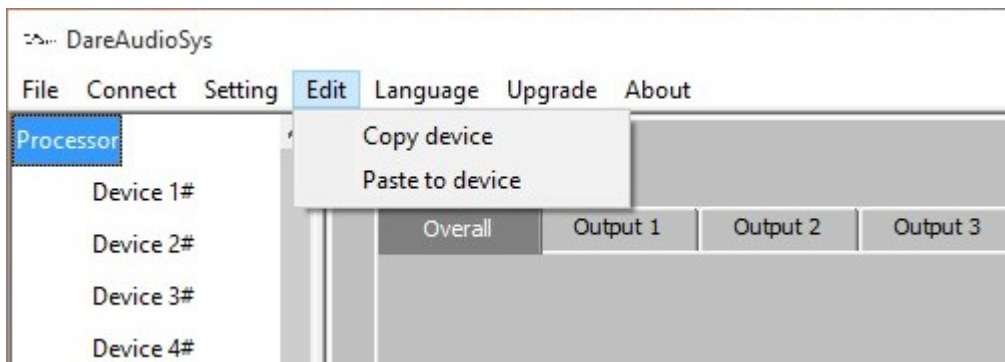 DareAudioSys
File Connect Setting Edit Language Upgrade About
Processor
Copy device
Paste to device
Device 1#
Device 2#
Device 3#
Device 4#
Overall Output 1 Output 2 Output 3